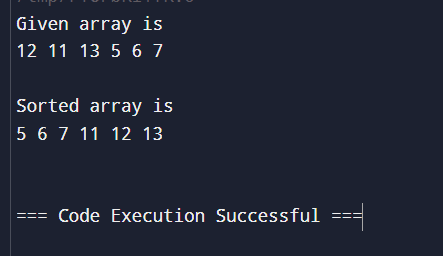 Given array is
12 11 13 5 6 7
Sorted array is
5 6 7 11 12 13
=== Code Execution Successful ===